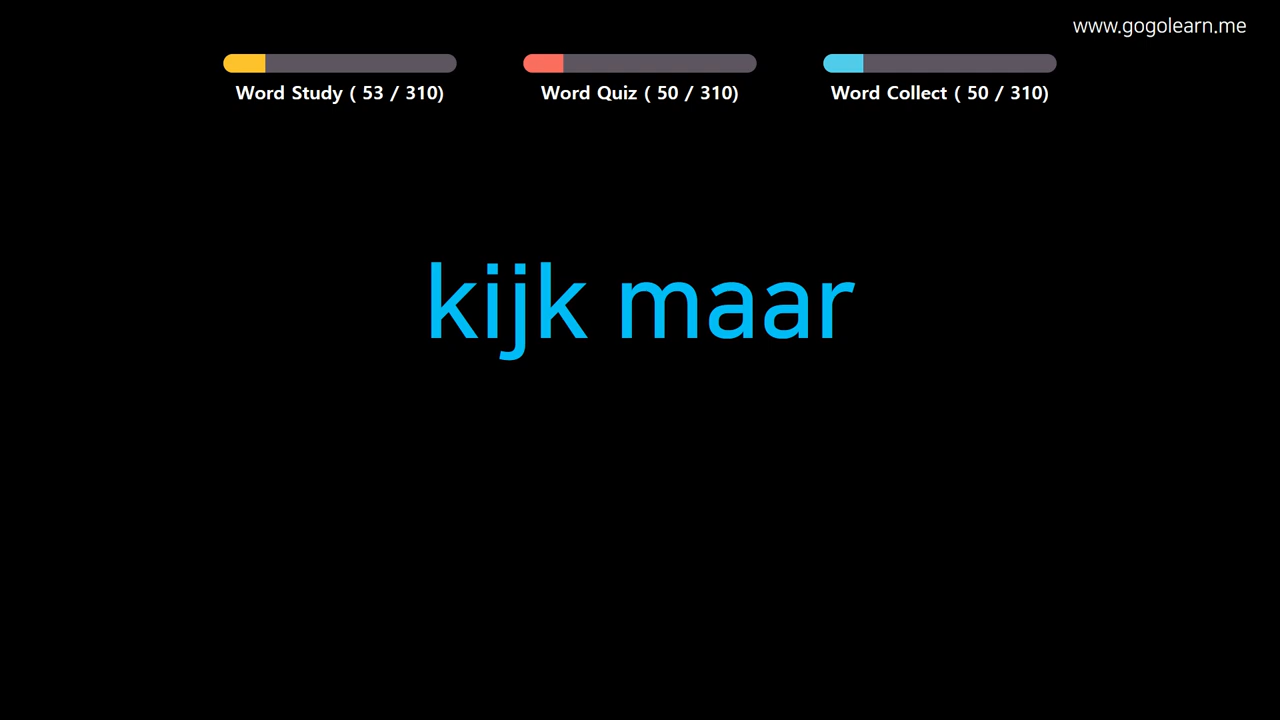 www.gogolearn.me
Word Study ( 53 / 310)
Word Quiz ( 50 / 310)
Word Collect ( 50 / 310)
kijk maar